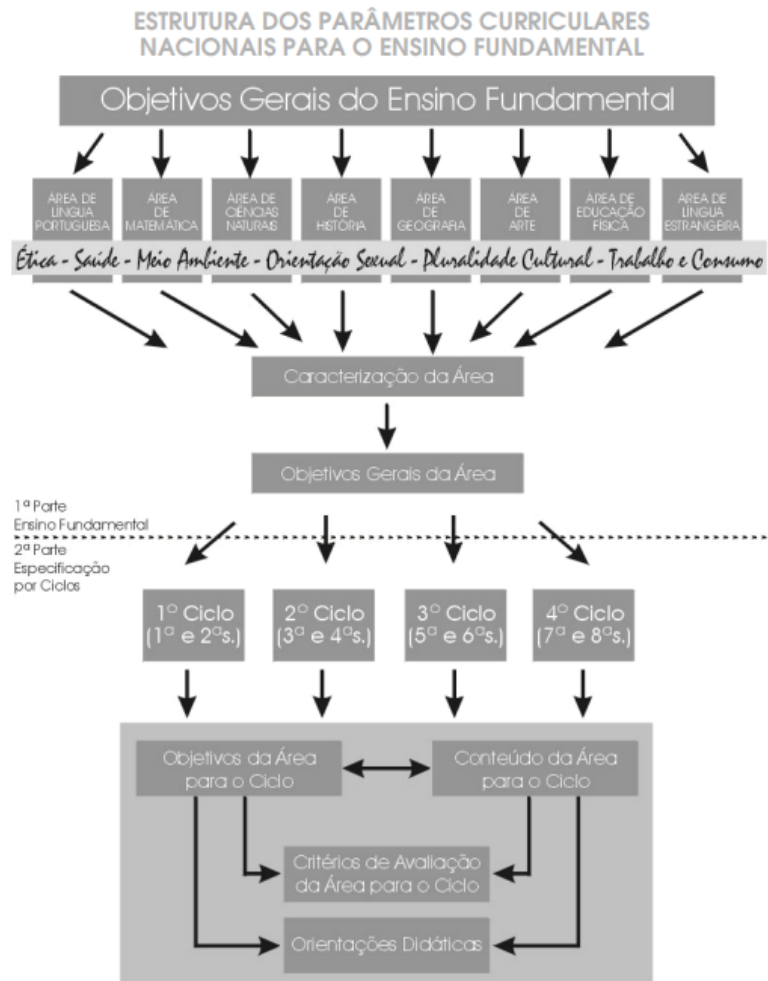 ESTRUTURA DOS PARÂMETROS CURRICULARES
NACIONAIS PARA O ENSINO FUNDAMENTAL
Objetivos Gerais do Ensino Fundamental
ÁREA DE
LÍNGUA
PORTUGUESA
ÁREA
DE
MATEMÁTICA
ÁREA DE
CIÊNCIAS
NATURAIS
ÁREA
DE
HISTÓRIA
ÁREA
DE
GEOGRAFIA
ÁREA
DE
ARTE
ÁREA DE
EDUCAÇÃO
FÍSICA
ÁREA DE
LÍNGUA
ESTRANGEIRA
Ética - Saúde - Meio Ambiente - Orientação Sexual - Pluralidade Cultural - Trabalho e Consumo
Caracterização da Área
Objetivos Gerais da Área
1ª Parte
Ensino Fundamental
2ª Parte
Especificação
por Ciclos
1º Ciclo
(1ª e 2ªs.)
2º Ciclo
(3ª e 4ªs.)
3º Ciclo
(5ª e 6ªs.)
4º Ciclo
(7ª e 8ªs.)
Objetivos da Área
para o Ciclo
Conteúdo da Área
para o Ciclo
Critérios de Avaliação
da Área para o Ciclo
Orientações Didáticas